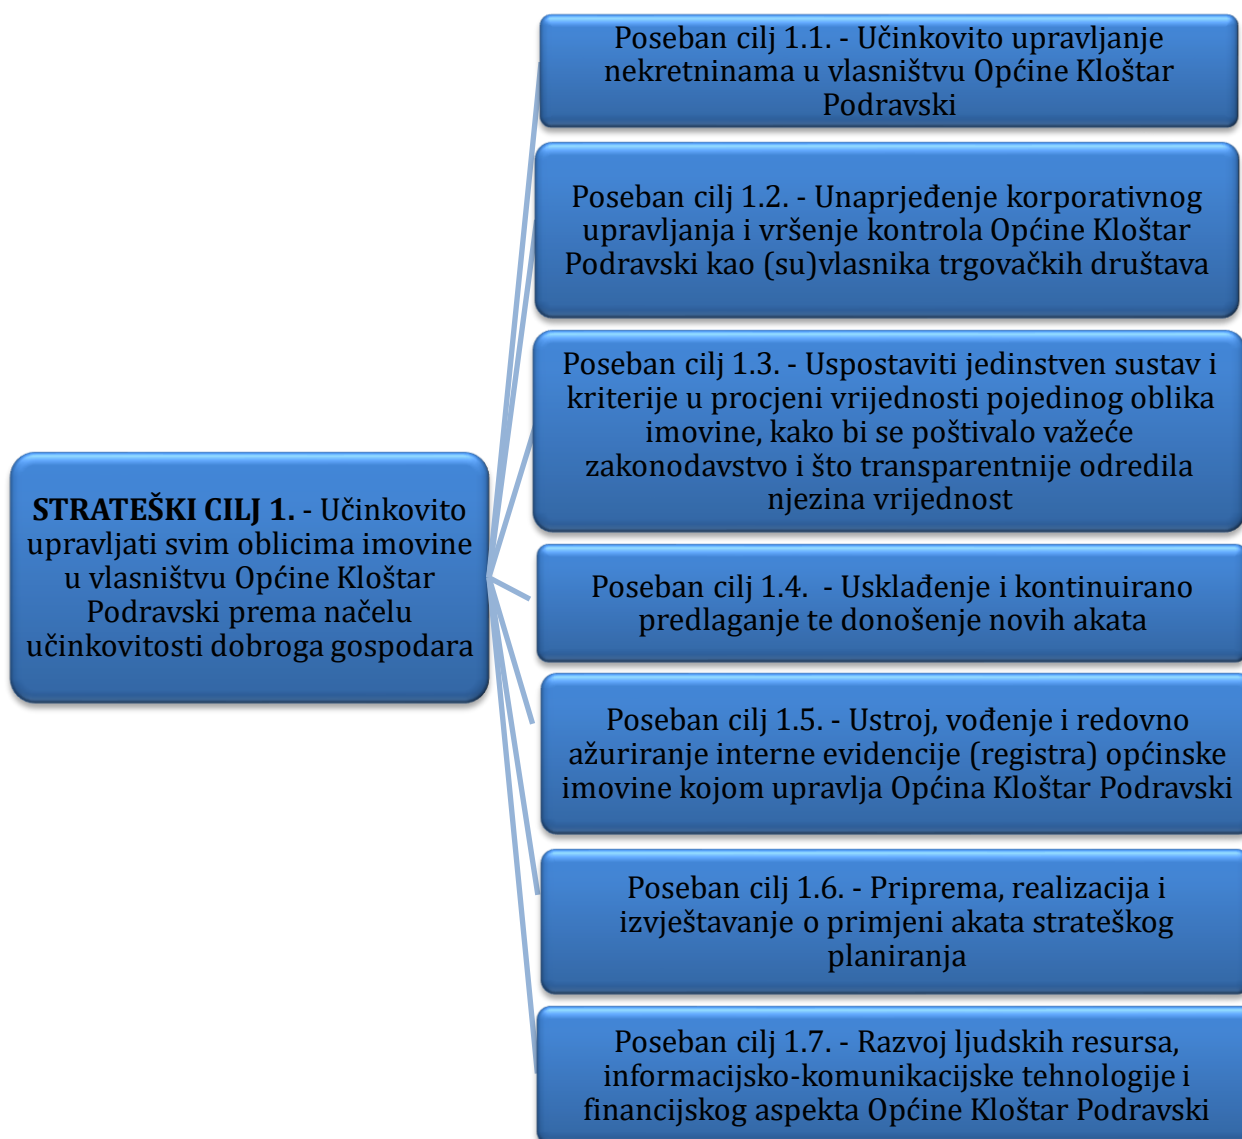 STRATEŠKI CILJ 1. - Učinkovito
upravljati svim oblicima imovine
u vlasništvu Općine Kloštar
Podravski prema načelu
učinkovitosti dobroga gospodara
Poseban cilj 1.1. - Učinkovito upravljanje
nekretninama u vlasništvu Općine Kloštar
Podravski
Poseban cilj 1.2. - Unaprjeđenje korporativnog
upravljanja i vršenje kontrola Općine Kloštar
Podravski kao (su)vlasnika trgovačkih društava
Poseban cilj 1.3. - Uspostaviti jedinstven sustav i
kriterije u procjeni vrijednosti pojedinog oblika
imovine, kako bi se poštivalo važeće
zakonodavstvo i što transparentnije odredila
njezina vrijednost
Poseban cilj 1.4.  - Usklađenje i kontinuirano
predlaganje te donošenje novih akata
Poseban cilj 1.5. - Ustroj, vođenje i redovno
ažuriranje interne evidencije (registra) općinske
imovine kojom upravlja Općina Kloštar Podravski
Poseban cilj 1.6. - Priprema, realizacija i
izvještavanje o primjeni akata strateškog
planiranja
Poseban cilj 1.7. - Razvoj ljudskih resursa,
informacijsko-komunikacijske tehnologije i
financijskog aspekta Općine Kloštar Podravski